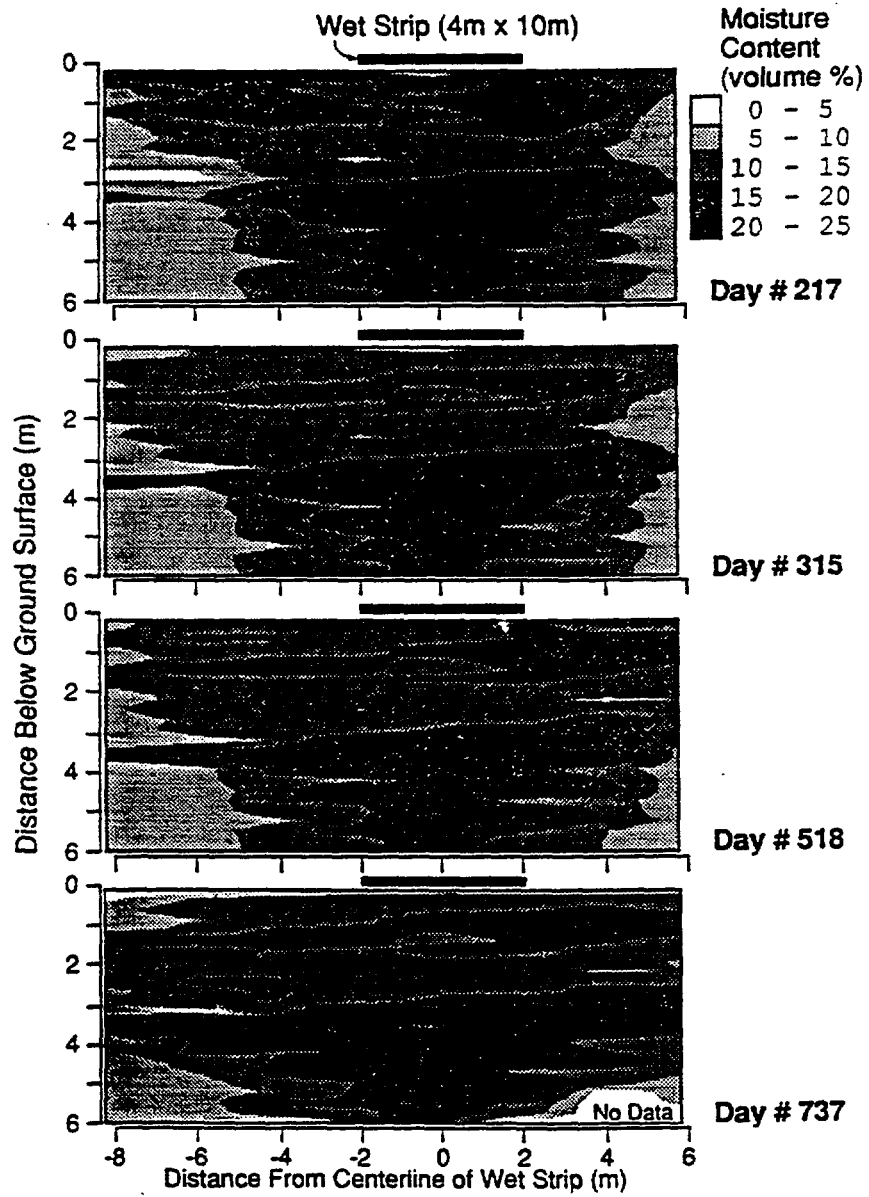 Wet Strip (4m x 10m)
Moisture
Content
(volume %)
0 - 5
5 - 10
10 - 15
15 - 20
20 - 25
0
2
4
6
Day # 217
0
2
4
6
Day # 315
0
2
4
6
Day # 518
0
2
4
6
No Data
Day # 737
-8 -6 -4 -2 0 2 4 6
Distance From Centerline of Wet Strip (m)
Distance Below Ground Surface (m)